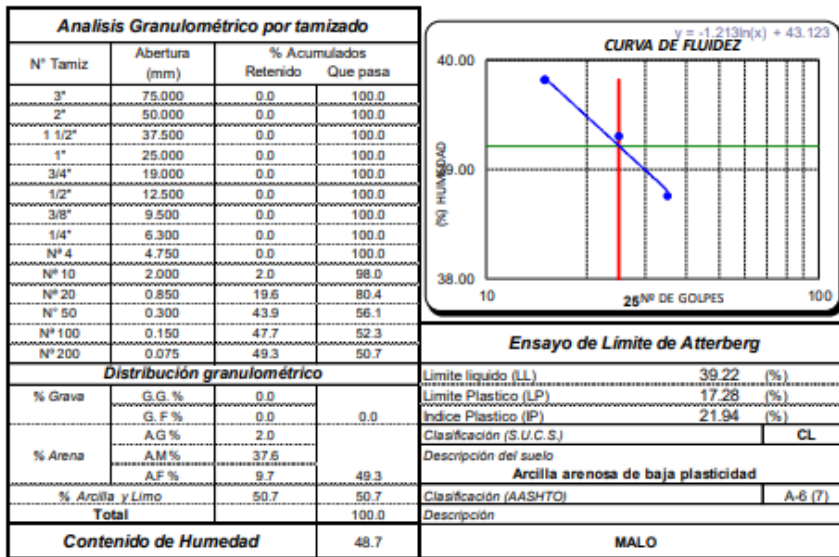 Analisis Granulométrico por tamizado
N° Tamiz Abertura (mm) % Acumulados Retenido Que pasa
3" 75.000 0.0 100.0
2" 50.000 0.0 100.0
1 1/2" 37.500 0.0 100.0
1" 25.000 0.0 100.0
3/4" 19.000 0.0 100.0
1/2" 12.500 0.0 100.0
3/8" 9.500 0.0 100.0
1/4" 6.300 0.0 100.0
Nª 4 4.750 0.0 100.0
Nª 10 2.000 2.0 98.0
Nª 20 0.850 19.6 80.4
N° 50 0.300 43.9 56.1
Nª 100 0.150 47.7 52.3
Nª 200 0.075 49.3 50.7
Distribución granulométrico
% Grava G.G. % 0.0
G. F % 0.0 0.0
A.G % 2.0
% Arena A.M % 37.6
A.F % 9.7 49.3
% Arcilla y Limo 50.7 50.7
Total 100.0
Contenido de Humedad 48.7
y = -1.213ln(x) + 43.123
CURVA DE FLUIDEZ
40.00
39.00
38.00
(%) HUMEDAD
10 25 Nº DE GOLPES 100
Ensayo de Límite de Atterberg
Limite liquido (LL) 39.22 (%)
Limite Plastico (LP) 17.28 (%)
Indice Plastico (IP) 21.94 (%)
Clasificación (S.U.C.S.) CL
Descripción del suelo
Arcilla arenosa de baja plasticidad
Clasificación (AASHTO) A-6 (7)
Descripción
MALO